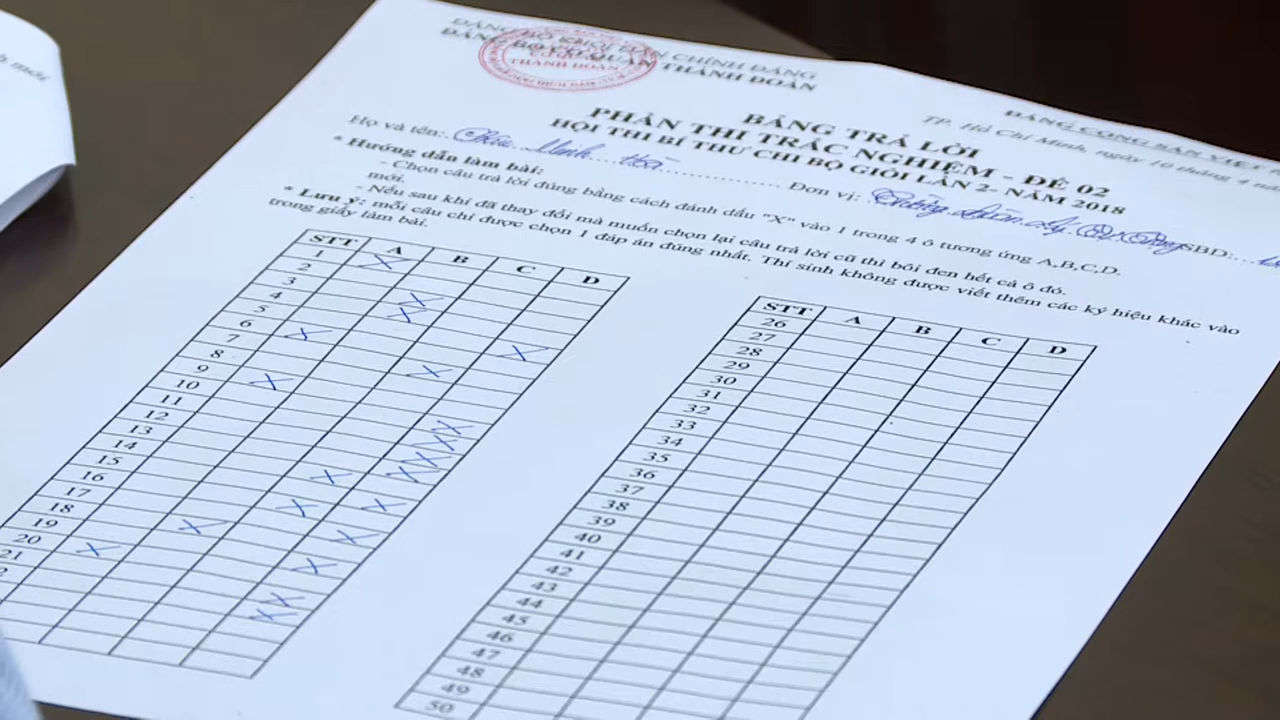 ĐẢNG BỘ KHỐI DÂN CHÍNH ĐẢNG
ĐẢNG BỘ CƠ QUAN THÀNH ĐOÀN
THÀNH ĐOÀN
ĐẢNG CỘNG SẢN VIỆT
TP. Hồ Chí Minh, ngày 10 tháng 4 năm
BẢNG TRẢ LỜI
PHẦN THI TRẮC NGHIỆM - ĐỀ 02
HỘI THI BÍ THƯ CHI BỘ GIỎI LẦN 2- NĂM 2018
Họ và tên: Minh Đơn vị: SBD:
* Hướng dẫn làm bài:
- Chọn câu trả lời đúng bằng cách đánh dấu "X" vào 1 trong 4 ô tương ứng A,B,C,D.
mới.
- Nếu sau khi đã thay đổi mà muốn chọn lại câu trả lời cũ thì bôi đen hết cả ô đó.
* Lưu ý: mỗi câu chỉ được chọn 1 đáp án đúng nhất. Thí sinh không được viết thêm các ký hiệu khác vào
trong giấy làm bài.
STT A B C D
1 X
2
3 X
4 X
5
6 X
7 X
8 X
9 X
10
11
12 X
13 X
14 X
15 X X
16 X
17 X
18 X
19 X
20 X
21 X
STT A B C D
26
27
28
29
30
31
32
33
34
35
36
37
38
39
40
41
42
43
44
45
46
47
48
49
50